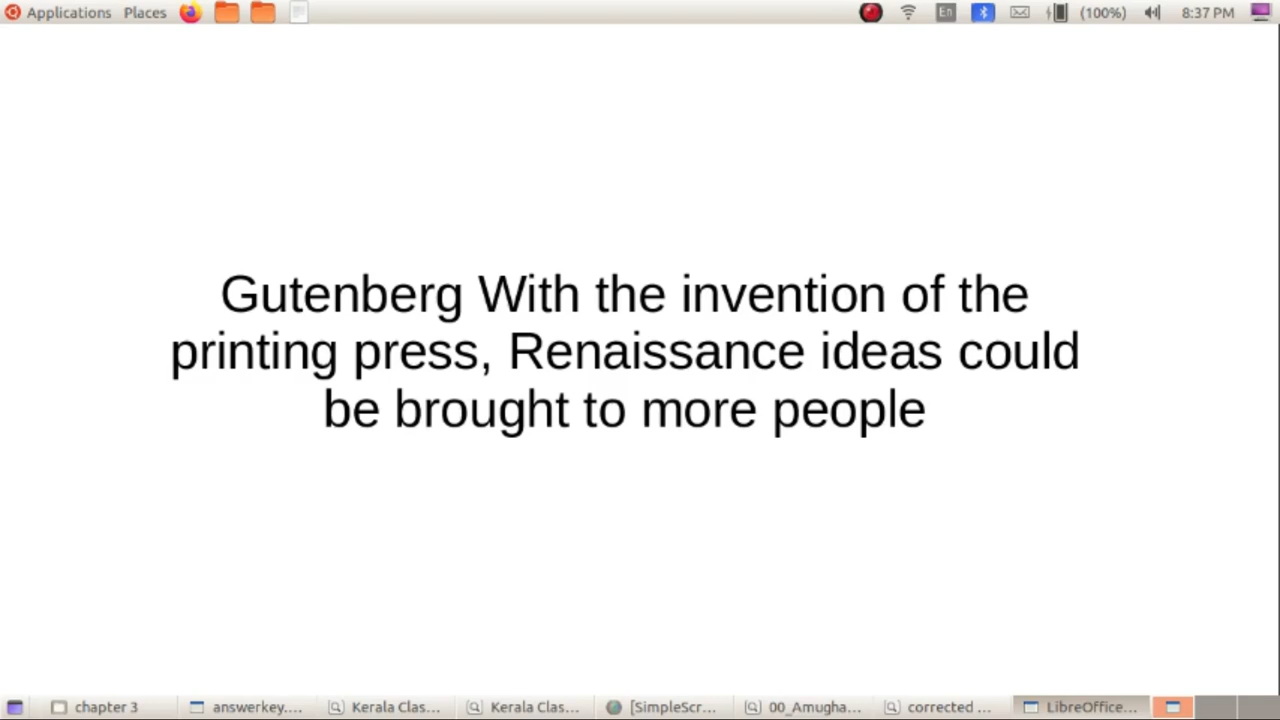 Applications Places En (100%) 8:37 PM
Gutenberg With the invention of the
printing press, Renaissance ideas could
be brought to more people
chapter 3 answerkey.... Kerala Clas... Kerala Clas... [SimpleScr... 00_Amugha... corrected ... LibreOffice...